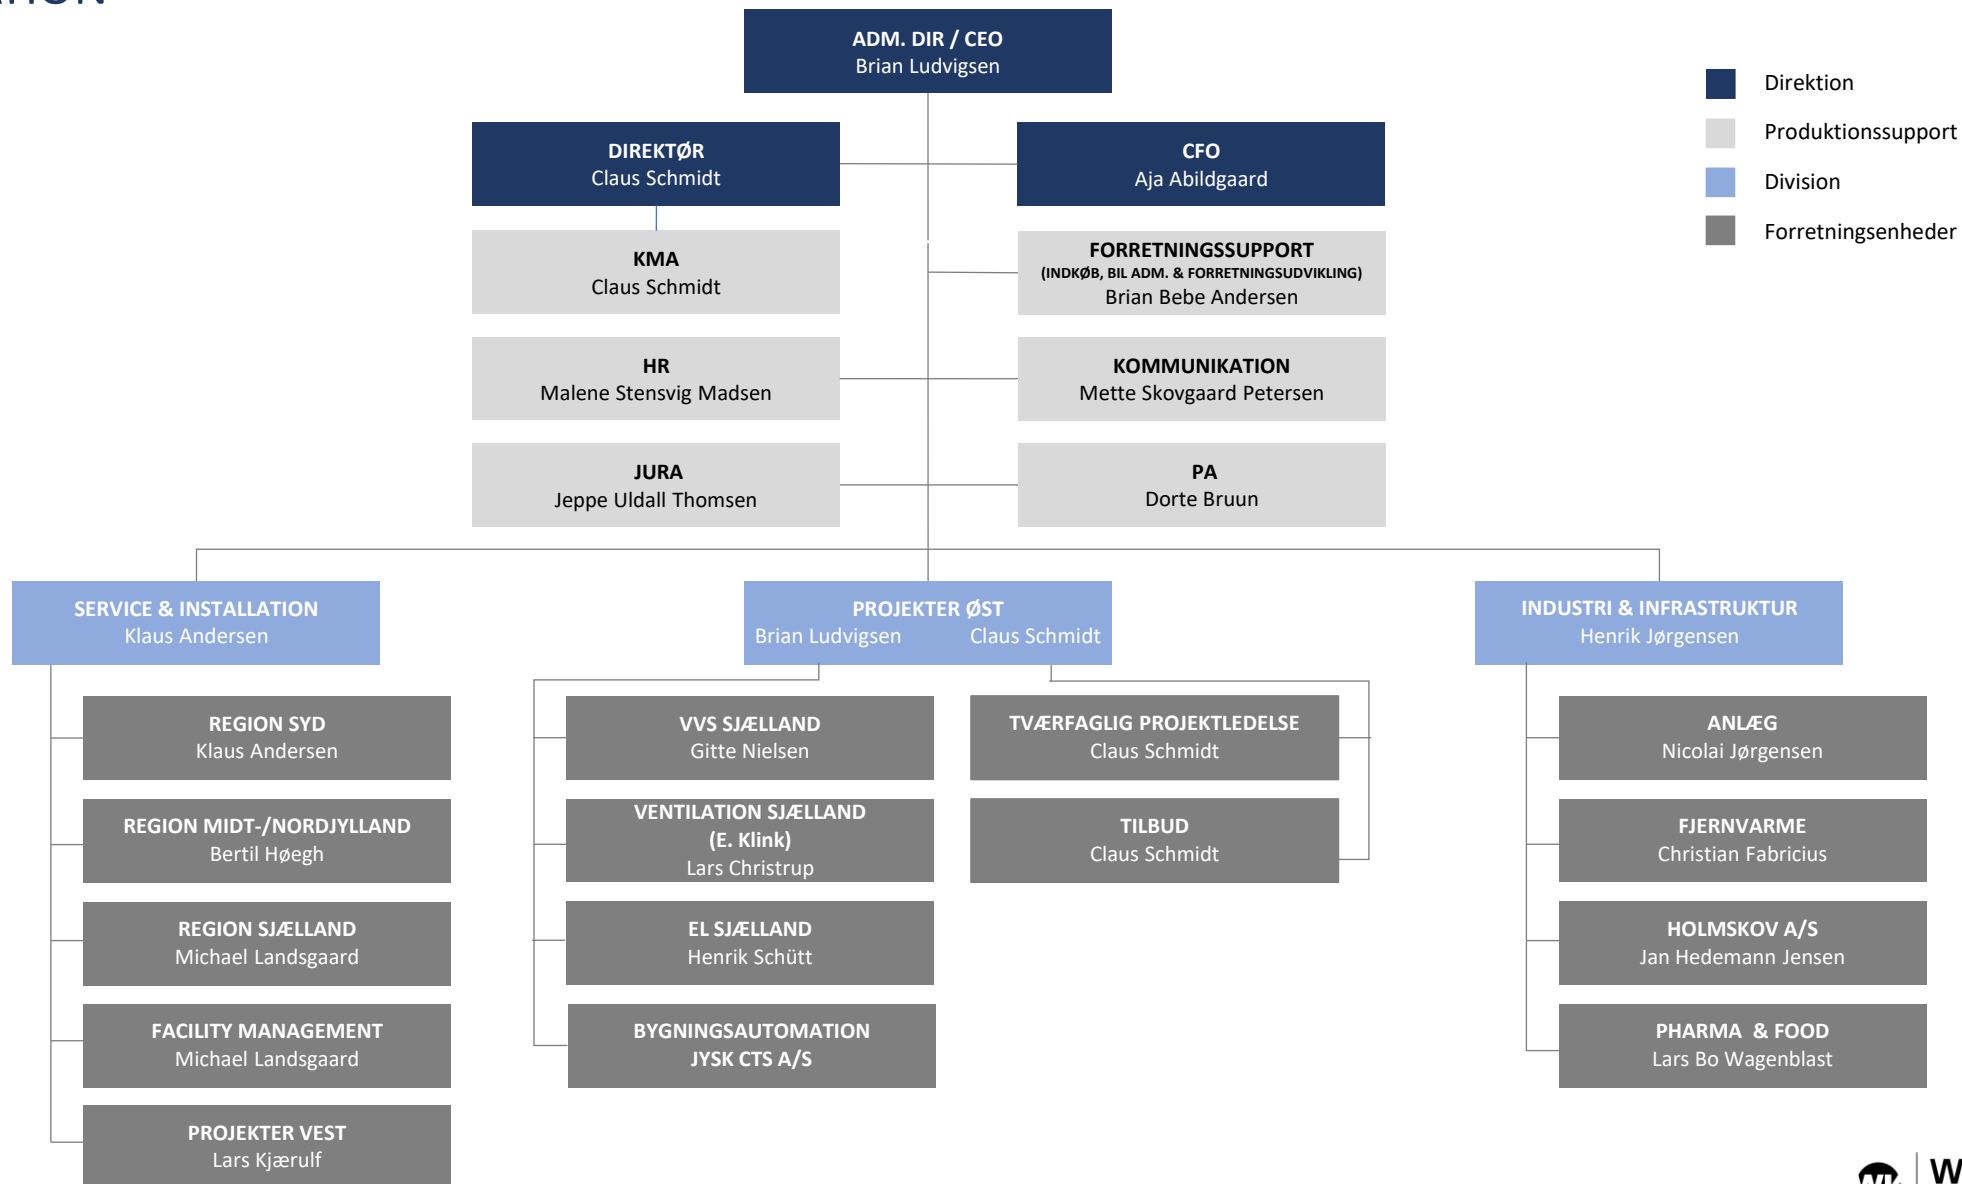 ADM. DIR / CEO
Brian Ludvigsen
DIREKTØR
Claus Schmidt
CFO
Aja Abildgaard
Direktion
Produktionssupport
Division
Forretningsenheder
KMA
Claus Schmidt
FORRETNINGSSUPPORT
(INDKØB, BIL ADM. & FORRETNINGSUDVIKLING)
Brian Bebe Andersen
HR
Malene Stensvig Madsen
KOMMUNIKATION
Mette Skovgaard Petersen
JURA
Jeppe Uldall Thomsen
PA
Dorte Bruun
SERVICE & INSTALLATION
Klaus Andersen
PROJEKTER ØST
Brian Ludvigsen Claus Schmidt
INDUSTRI & INFRASTRUKTUR
Henrik Jørgensen
REGION SYD
Klaus Andersen
REGION MIDT-/NORDJYLLAND
Bertil Høegh
REGION SJÆLLAND
Michael Landsgaard
FACILITY MANAGEMENT
Michael Landsgaard
PROJEKTER VEST
Lars Kjærulf
VVS SJÆLLAND
Gitte Nielsen
VENTILATION SJÆLLAND
(E. Klink)
Lars Christrup
EL SJÆLLAND
Henrik Schütt
BYGNINGSAUTOMATION
JYSK CTS A/S
TVÆRFAGLIG PROJEKTLEDELSE
Claus Schmidt
TILBUD
Claus Schmidt
ANLÆG
Nicolai Jørgensen
FJERNVARME
Christian Fabricius
HOLMSKOV A/S
Jan Hedemann Jensen
PHARMA & FOOD
Lars Bo Wagenblast